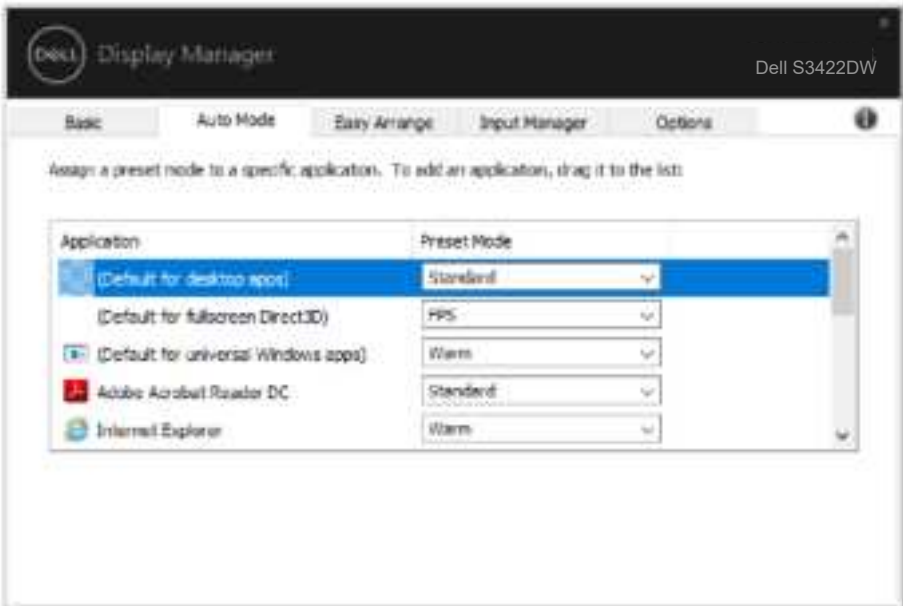 DELL Display Manager
Dell S3422DW
Basic Auto Mode Easy Arrange Input Manager Options
Assign a preset mode to a specific application. To add an application, drag it to the list:
Application Preset Mode
(Default for desktop apps) Standard
(Default for fullscreen Direct3D) FPS
(Default for universal Windows apps) Warm
Adobe Acrobat Reader DC Standard
Internet Explorer Warm